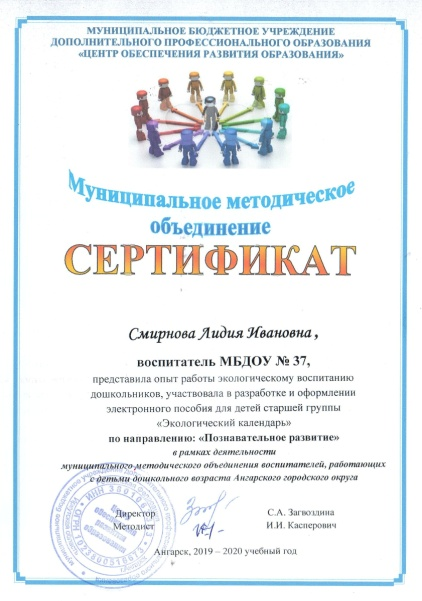 МУНИЦИПАЛЬНОЕ БЮДЖЕТНОЕ УЧРЕЖДЕНИЕ
ДОПОЛНИТЕЛЬНОГО ПРОФЕССИОНАЛЬНОГО ОБРАЗОВАНИЯ
«ЦЕНТР ОБЕСПЕЧЕНИЯ РАЗВИТИЯ ОБРАЗОВАНИЯ»
Муниципальное методическое
объединение
СЕРТИФИКАТ
Смирнова Лидия Ивановна ,
воспитатель МБДОУ № 37,
представила опыт работы экологическому воспитанию
дошкольников, участвовала в разработке и оформлении
электронного пособия для детей старшей группы
«Экологический календарь»
по направлению: «Познавательное развитие»
в рамках деятельности
муниципального методического объединения воспитателей, работающих
с детьми дошкольного возраста Ангарского городского округа
Директор С.А. Загвоздина
Методист И.И. Касперович
Ангарск, 2019 – 2020 учебный год